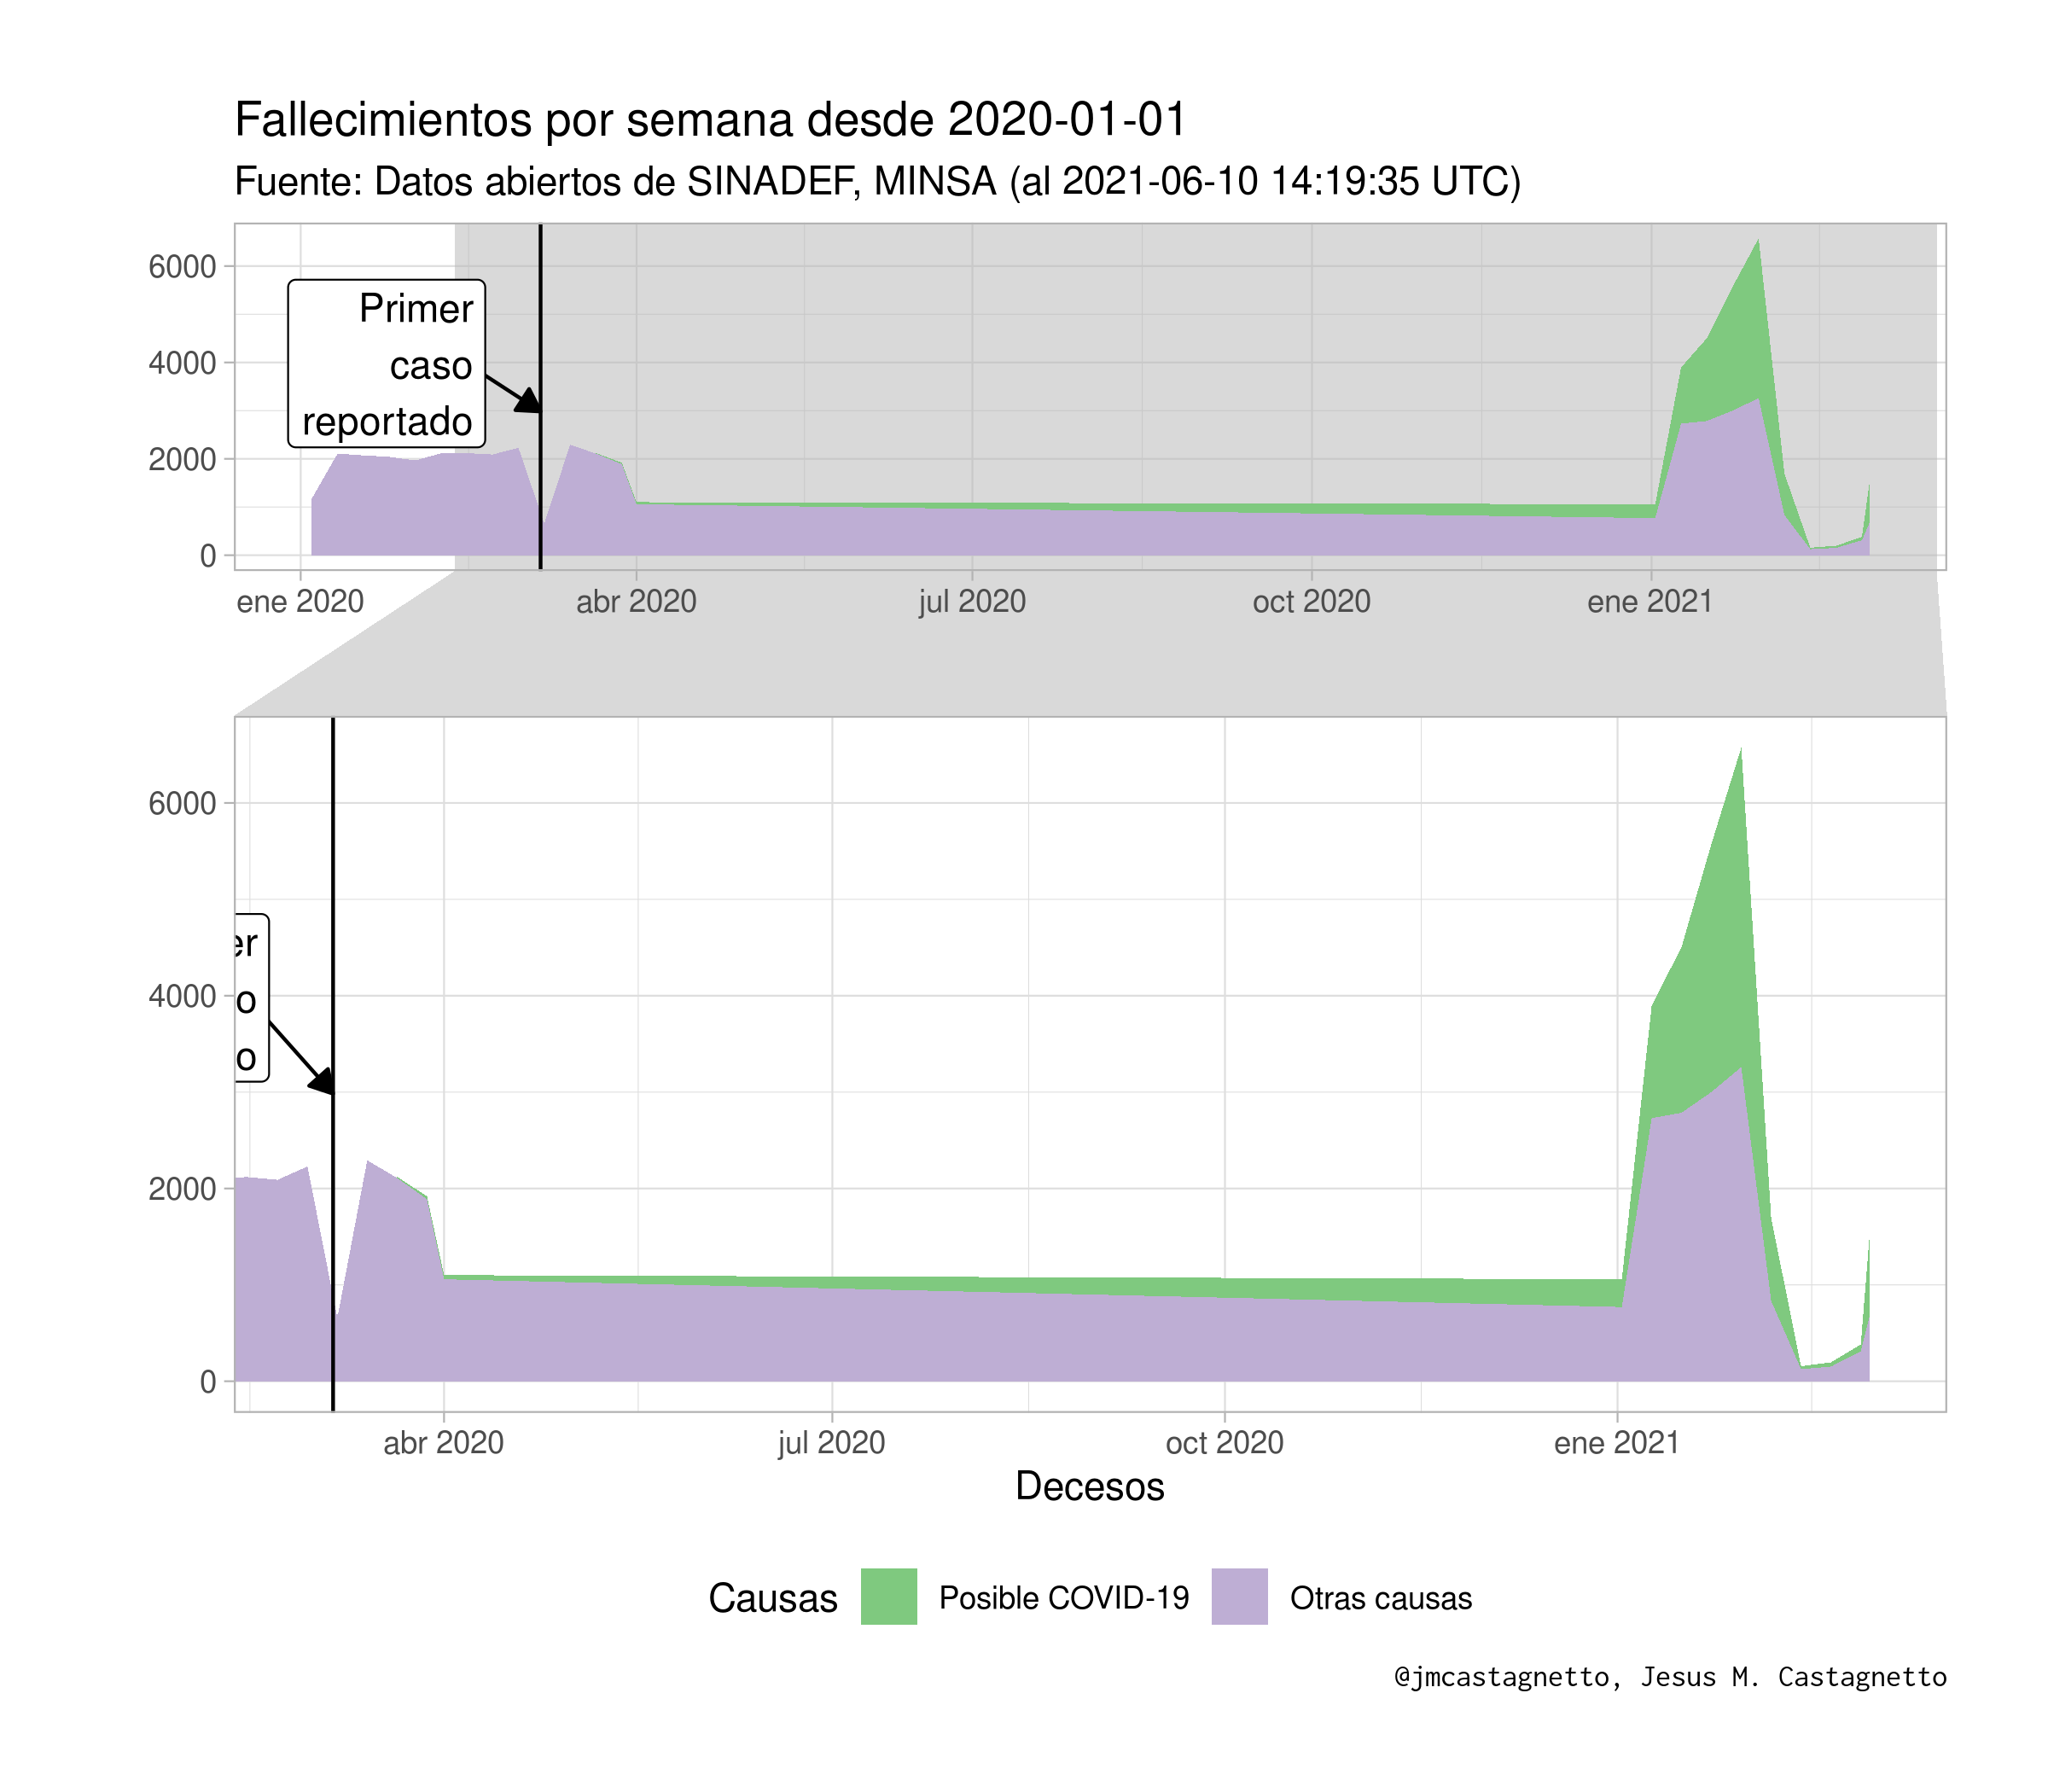 Fallecimientos por semana desde 2020-01-01
Fuente: Datos abiertos de SINADEF, MINSA (al 2021-06-10 14:19:35 UTC)
6000
4000
2000
0
Primer
caso
reportado
ene 2020
abr 2020
jul 2020
oct 2020
ene 2021
6000
4000
2000
0
er
o
o
abr 2020
jul 2020
oct 2020
ene 2021
Decesos
Causas
Posible COVID-19
Otras causas
@jmcastagnetto, Jesus M. Castagnetto